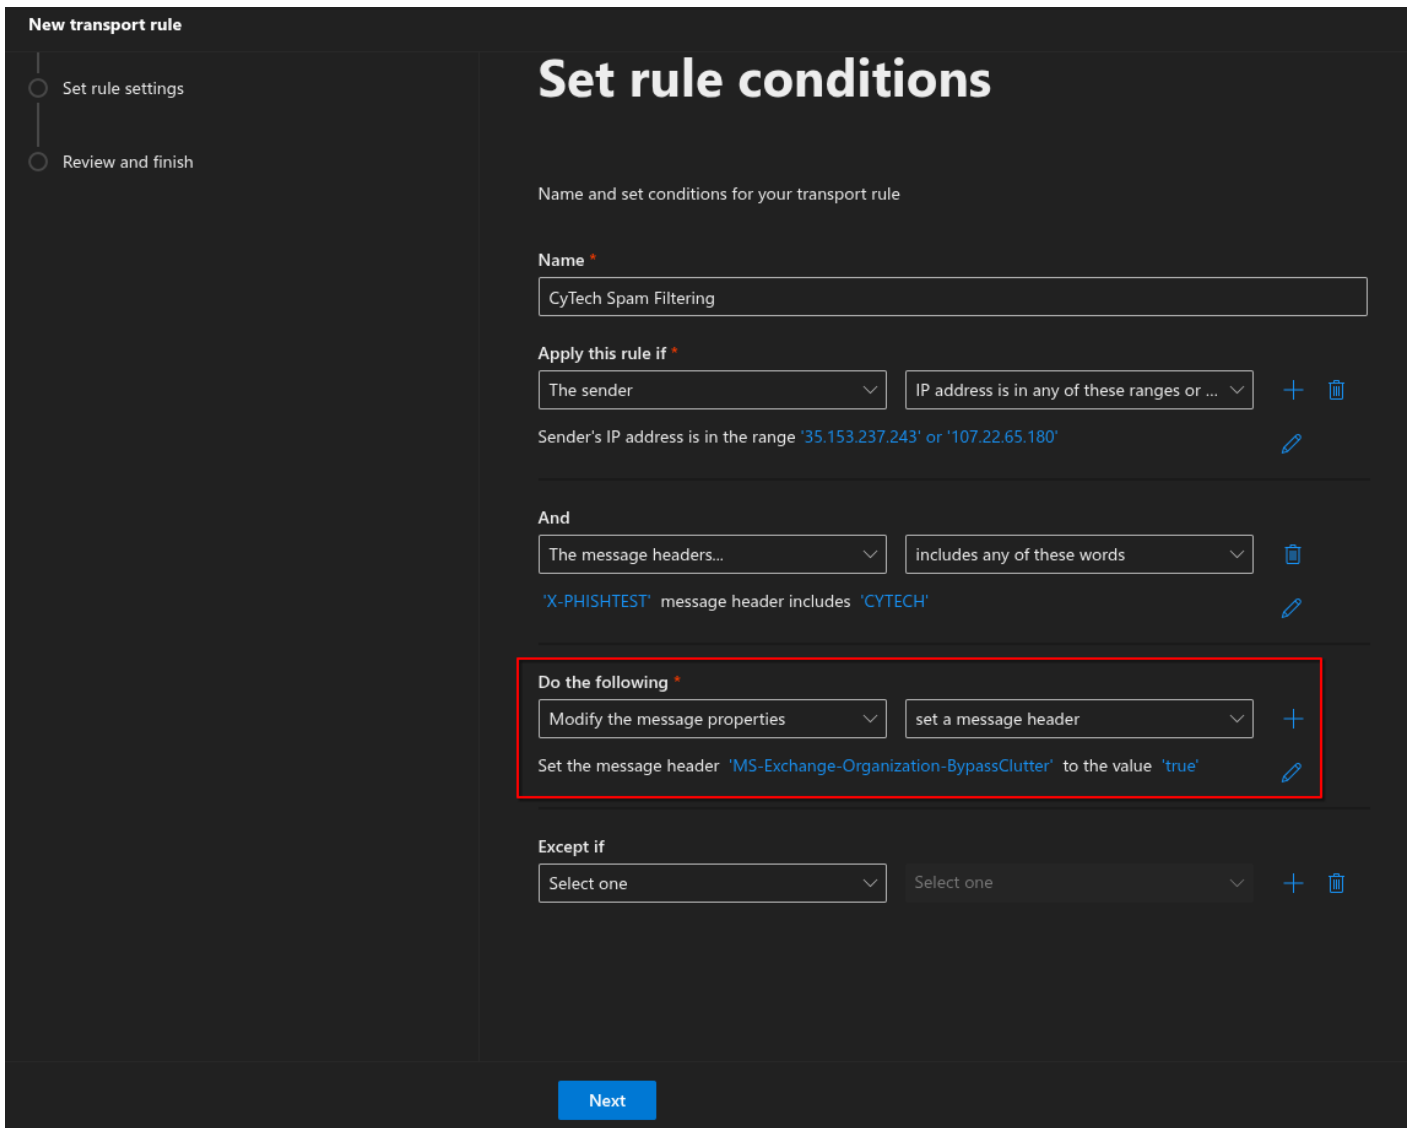 New transport rule
Set rule settings
Review and finish
Set rule conditions
Name and set conditions for your transport rule
Name *
CyTech Spam Filtering
Apply this rule if *
The sender
IP address is in any of these ranges or ...
Sender's IP address is in the range '35.153.237.243' or '107.22.65.180'
And
The message headers...
includes any of these words
'X-PHISHTEST' message header includes 'CYTECH'
Do the following *
Modify the message properties
set a message header
Set the message header 'MS-Exchange-Organization-BypassClutter' to the value 'true'
Except if
Select one
Select one
Next